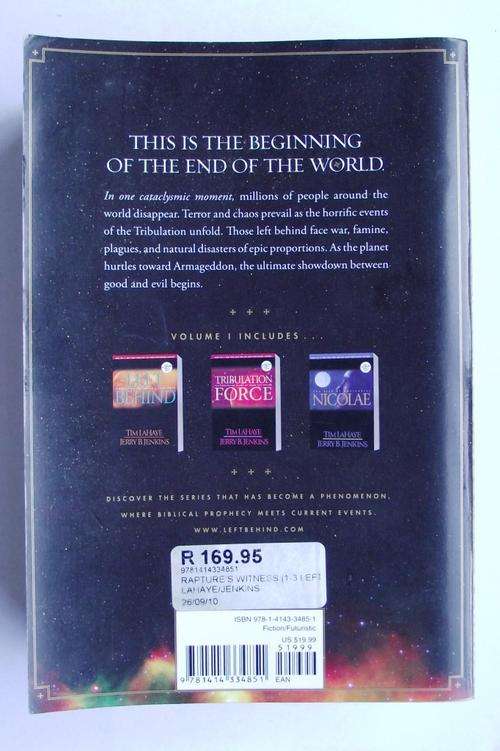 THIS IS THE BEGINNING
OF THE END OF THE WORLD.
In one cataclysmic moment, millions of people around the
world disappear. Terror and chaos prevail as the horrific events
of the Tribulation unfold. Those left behind face war, famine,
plagues, and natural disasters of epic proportions. As the planet
hurtles toward Armageddon, the ultimate showdown between
good and evil begins.
VOLUME I INCLUDES . . .
LEFT
BEHIND
TIM LAHAYE
JERRY B. JENKINS
TRIBULATION
FORCE
TIM LAHAYE
JERRY B. JENKINS
NICOLAE
TIM LAHAYE
JERRY B. JENKINS
DISCOVER THE SERIES THAT HAS BECOME A PHENOMENON,
WHERE BIBLICAL PROPHECY MEETS CURRENT EVENTS.
WWW.LEFTBEHIND.COM
R 169.95
9781414334851
RAPTURE'S WITNESS (1-3 LEFT
LAHAYE/JENKINS
26/09/10
ISBN 978-1-4143-3485-1
Fiction/Futuristic
US $19.99
51999
9 781414 334851
EAN